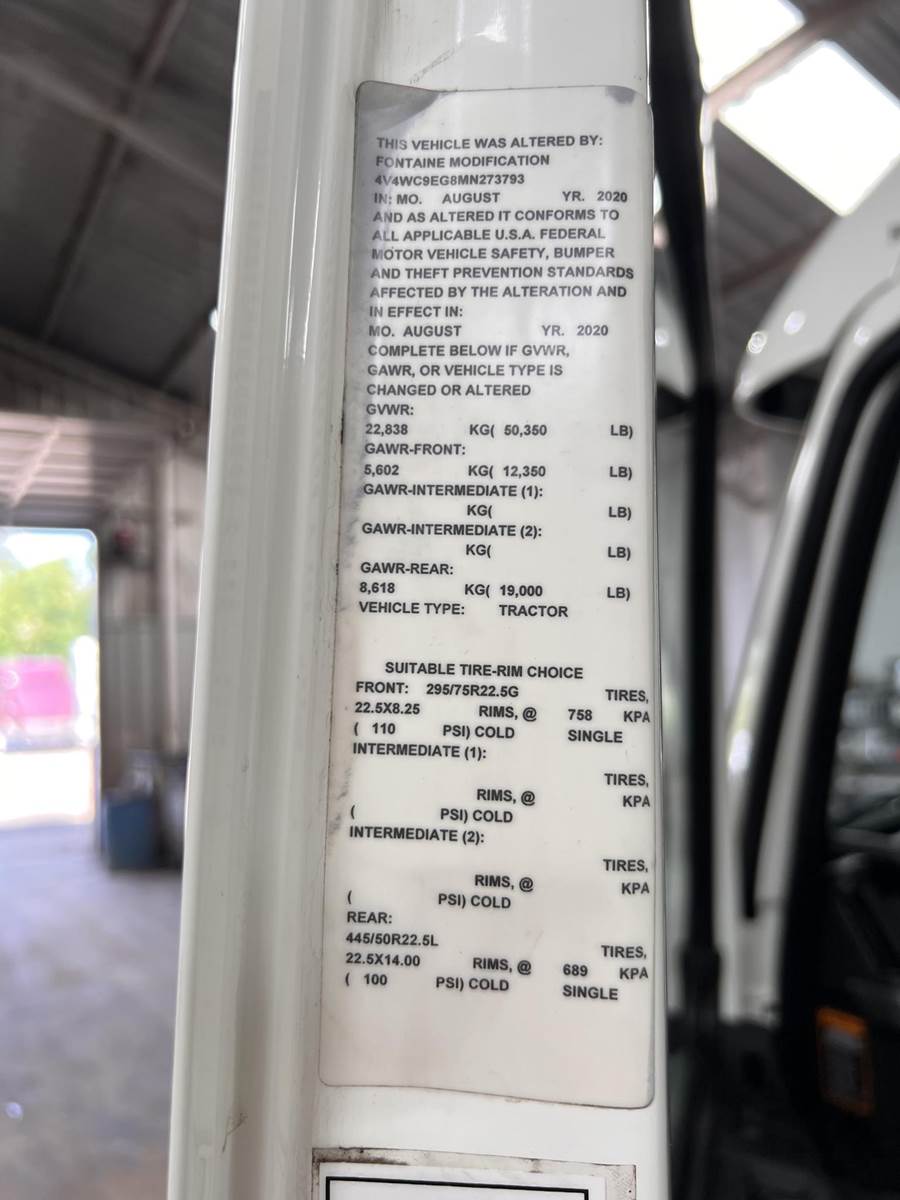 THIS VEHICLE WAS ALTERED BY:
FONTAINE MODIFICATION
4V4WC9EG8MN273793
IN: MO. AUGUST YR. 2020
AND AS ALTERED IT CONFORMS TO
ALL APPLICABLE U.S.A. FEDERAL
MOTOR VEHICLE SAFETY, BUMPER
AND THEFT PREVENTION STANDARDS
AFFECTED BY THE ALTERATION AND
IN EFFECT IN:
MO. AUGUST YR. 2020
COMPLETE BELOW IF GVWR,
GAWR, OR VEHICLE TYPE IS
CHANGED OR ALTERED
GVWR:
22,838 KG( 50,350 LB)
GAWR-FRONT:
5,602 KG( 12,350 LB)
GAWR-INTERMEDIATE (1):
KG( LB)
GAWR-INTERMEDIATE (2):
KG( LB)
GAWR-REAR:
8,618 KG( 19,000 LB)
VEHICLE TYPE: TRACTOR
SUITABLE TIRE-RIM CHOICE
FRONT: 295/75R22.5G TIRES,
22.5X8.25 RIMS, @ 758 KPA
( 110 PSI) COLD SINGLE
INTERMEDIATE (1):
TIRES,
RIMS, @ KPA
( PSI) COLD
INTERMEDIATE (2):
TIRES,
RIMS, @ KPA
( PSI) COLD
REAR:
445/50R22.5L TIRES,
22.5X14.00 RIMS, @ 689 KPA
( 100 PSI) COLD SINGLE